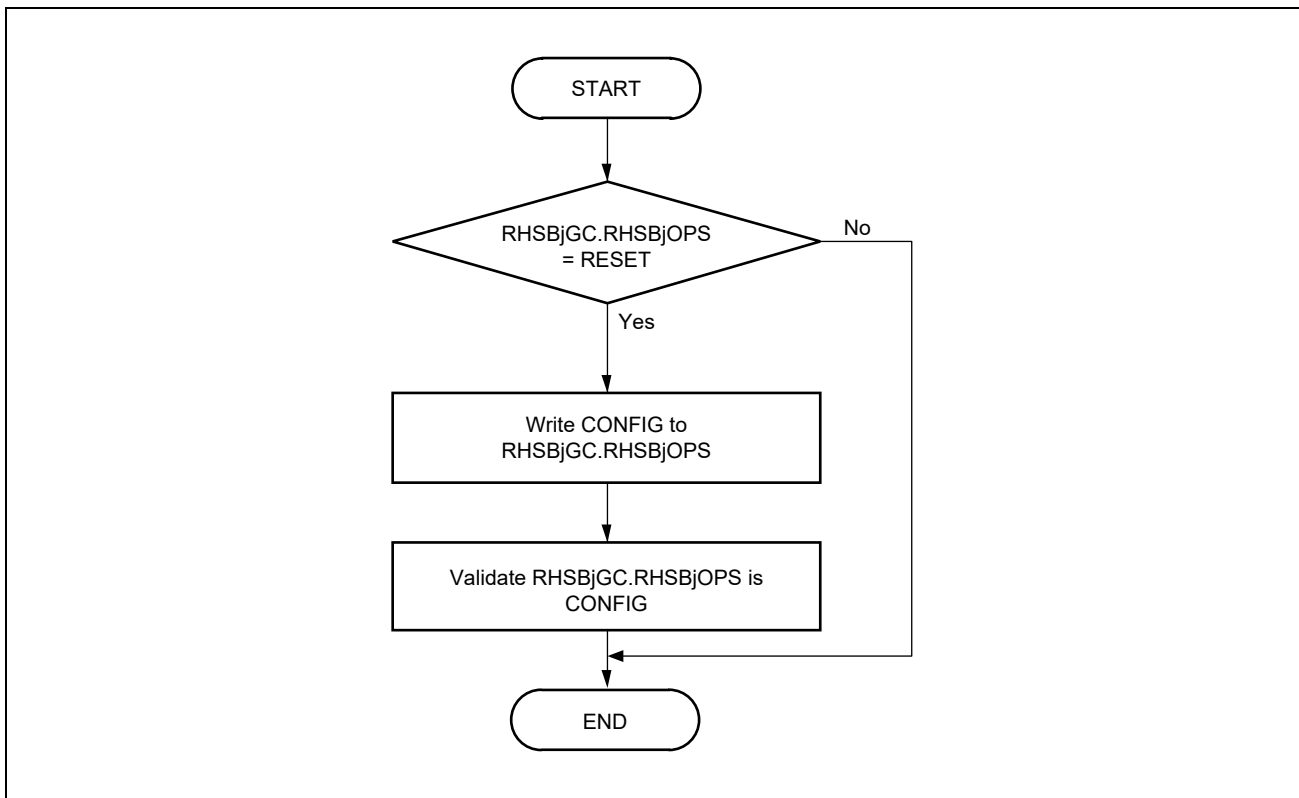 START
RHSBjGC.RHSBjOPS
= RESET
No
Yes
Write CONFIG to
RHSBjGC.RHSBjOPS
Validate RHSBjGC.RHSBjOPS is
CONFIG
END